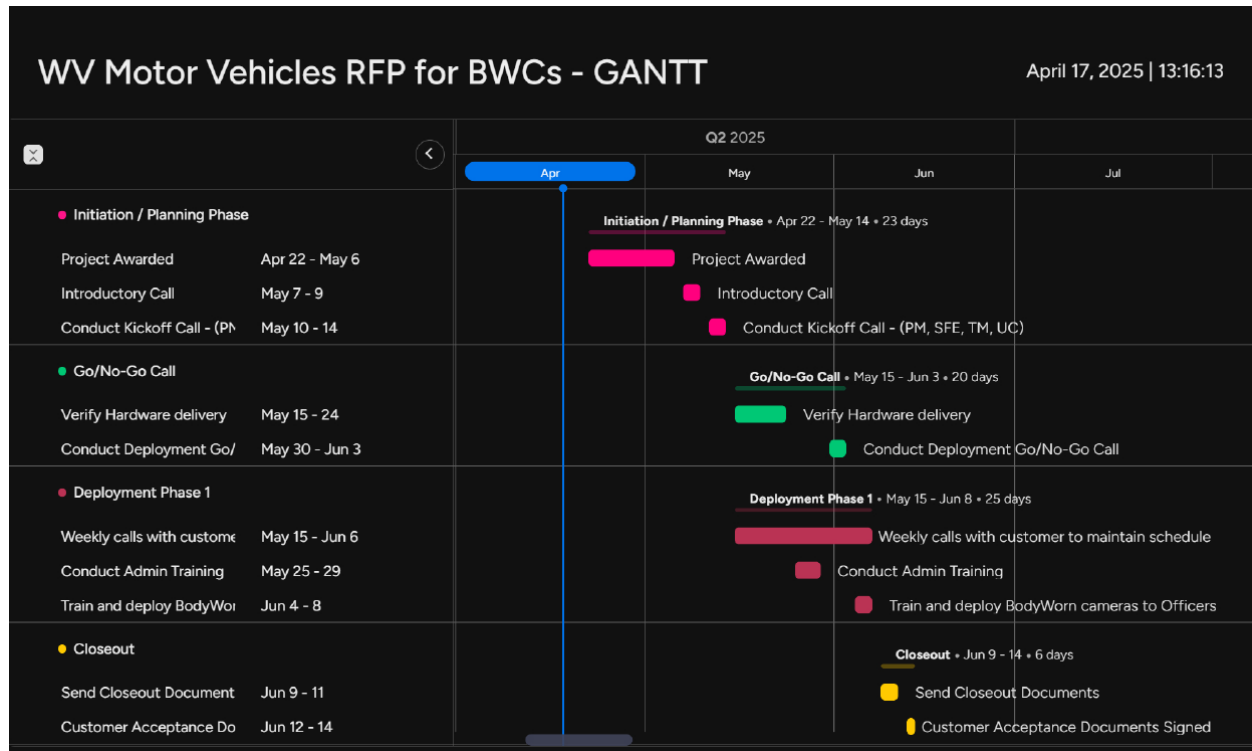 WV Motor Vehicles RFP for BWCs - GANTT
April 17, 2025 | 13:16:13
Q2 2025
Apr May Jun Jul
Initiation / Planning Phase
Initiation / Planning Phase • Apr 22 - May 14 • 23 days
Project Awarded Apr 22 - May 6 Project Awarded
Introductory Call May 7 - 9 Introductory Call
Conduct Kickoff Call - (PM May 10 - 14 Conduct Kickoff Call - (PM, SFE, TM, UC)
Go/No-Go Call
Go/No-Go Call • May 15 - Jun 3 • 20 days
Verify Hardware delivery May 15 - 24 Verify Hardware delivery
Conduct Deployment Go/ May 30 - Jun 3 Conduct Deployment Go/No-Go Call
Deployment Phase 1
Deployment Phase 1 • May 15 - Jun 8 • 25 days
Weekly calls with custome May 15 - Jun 6 Weekly calls with customer to maintain schedule
Conduct Admin Training May 25 - 29 Conduct Admin Training
Train and deploy BodyWor Jun 4 - 8 Train and deploy BodyWorn cameras to Officers
Closeout
Closeout • Jun 9 - 14 • 6 days
Send Closeout Document Jun 9 - 11 Send Closeout Documents
Customer Acceptance Do Jun 12 - 14 Customer Acceptance Documents Signed